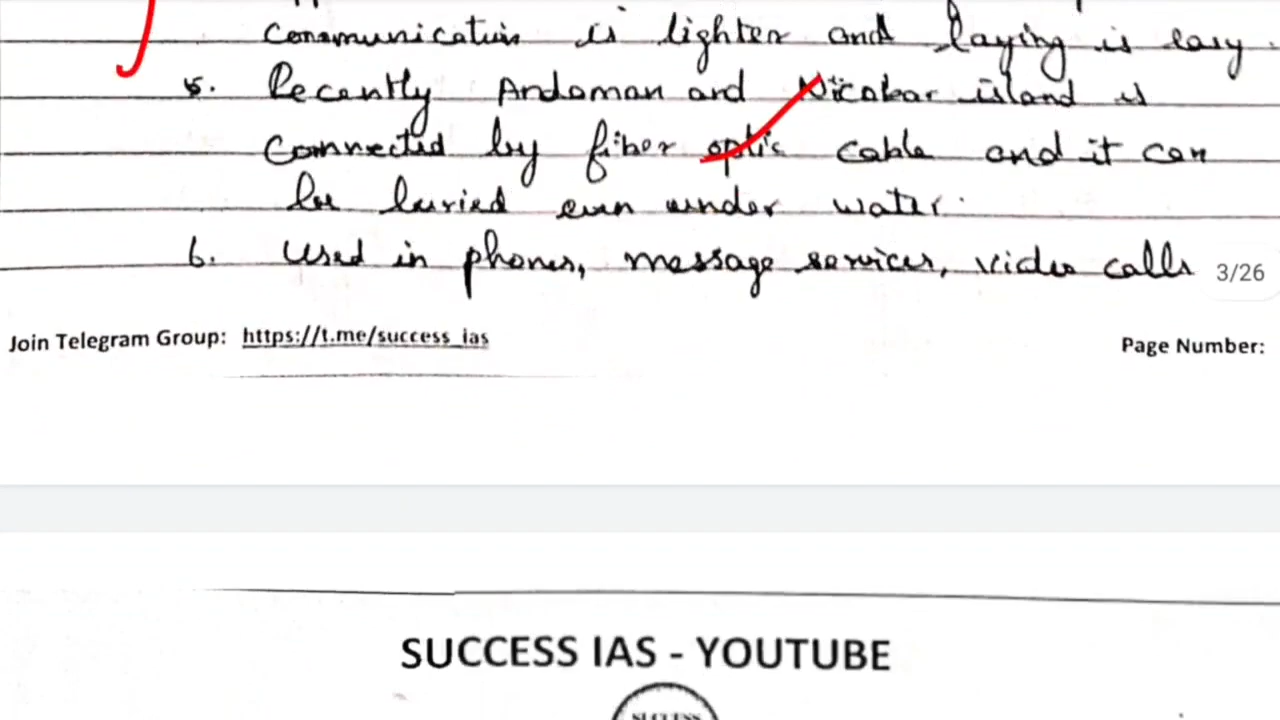 communication is lighter and laying is easy.
5. Recently Andaman and Nicobar island is
connected by fiber optic cable and it can
be buried even under water.
6. Used in phones, message services, video calls
3/26
Join Telegram Group: https://t.me/success_ias
Page Number:
SUCCESS IAS - YOUTUBE
SUCCESS